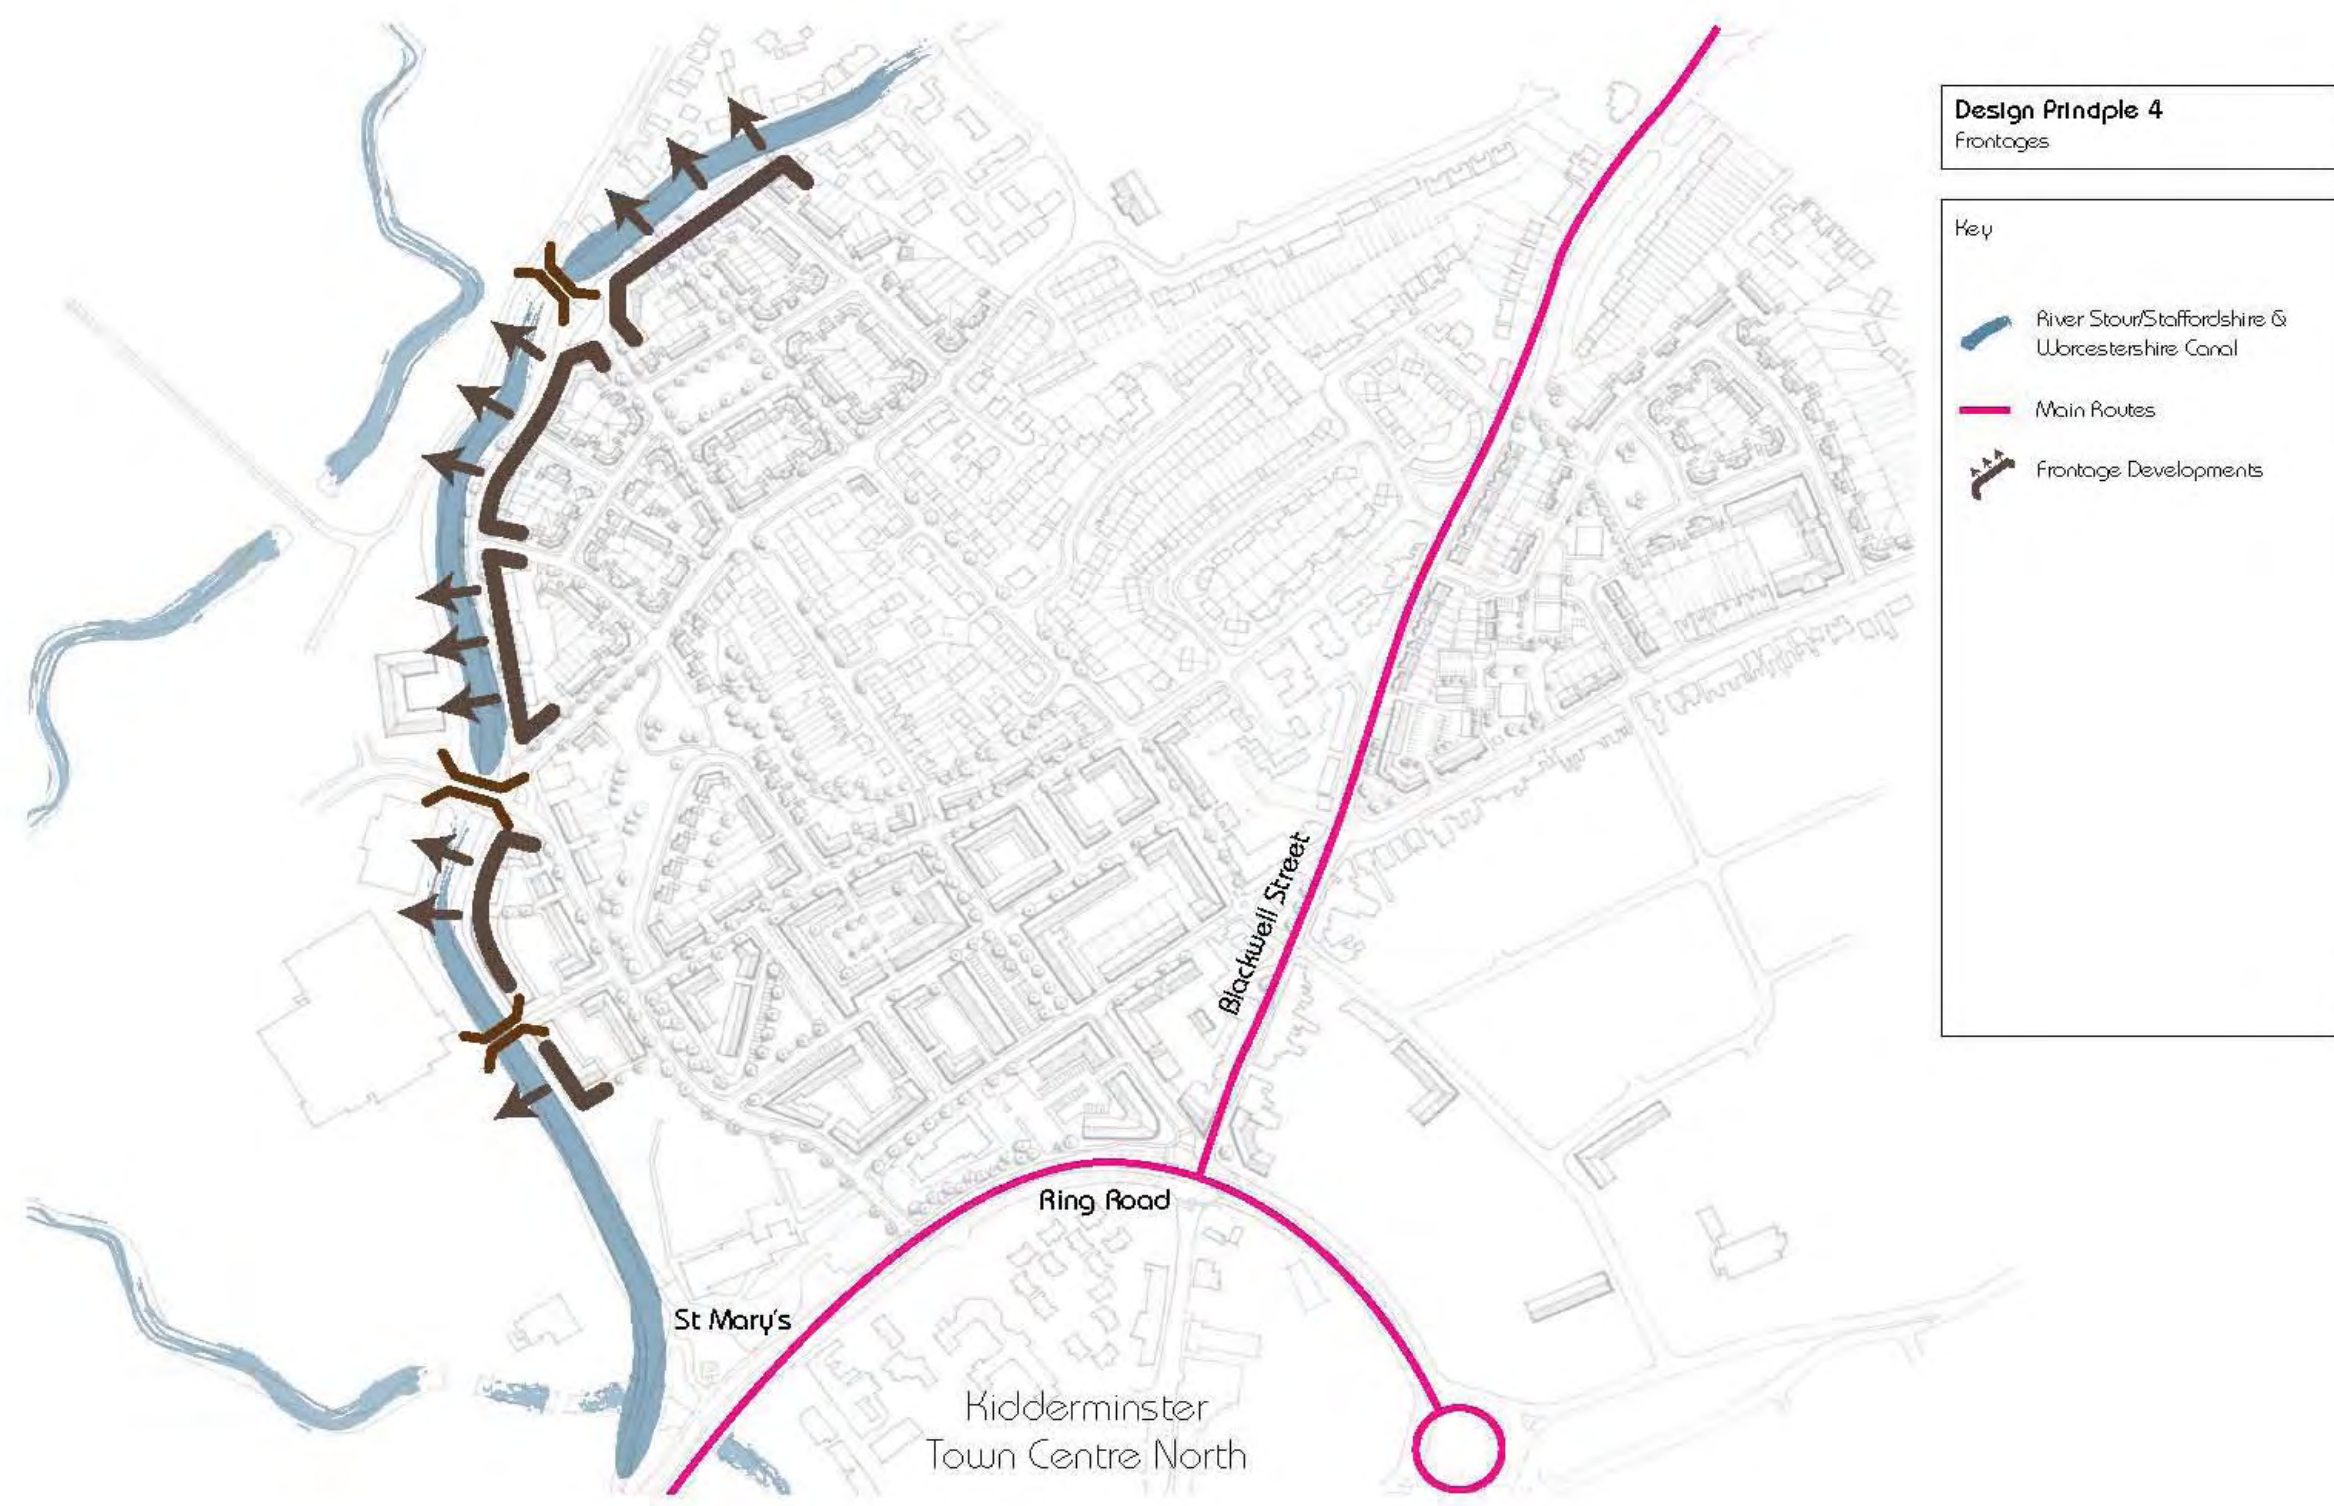 Design Principle 4
Frontages
Key
River Stour/Staffordshire &
Worcestershire Canal
Main Routes
Frontage Developments
Blackwell Street
Ring Road
St Mary's
Kidderminster
Town Centre North